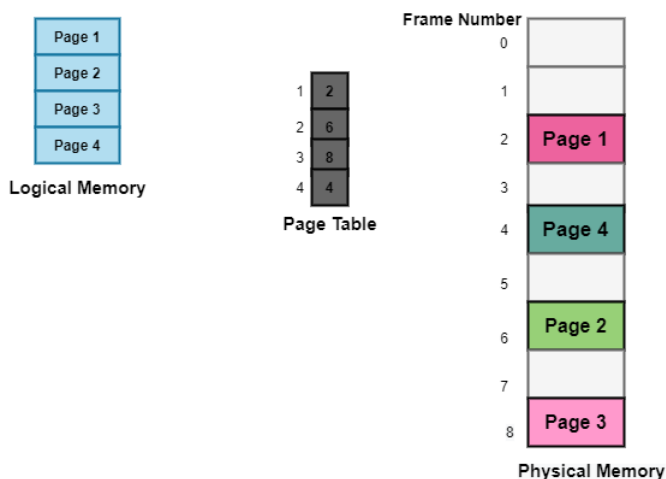 Page 1
Page 2
Page 3
Page 4
Logical Memory
1 2
2 6
3 8
4 4
Page Table
Frame Number
0
1
2 Page 1
3
4 Page 4
5
6 Page 2
7
8 Page 3
Physical Memory